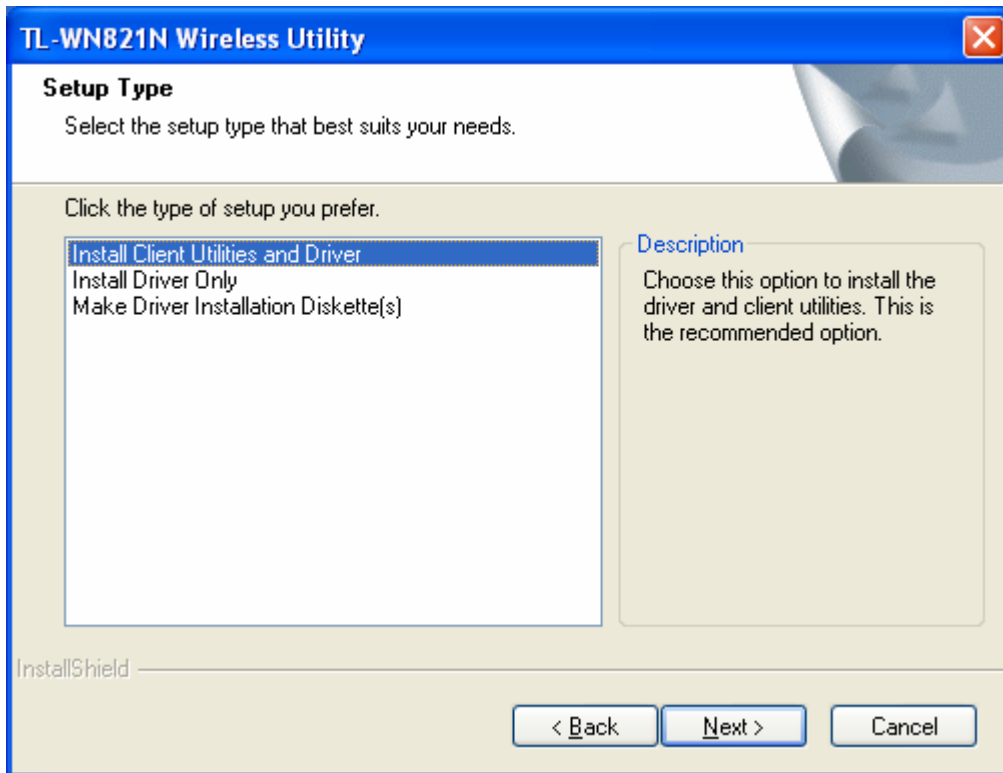 TL-WN821N Wireless Utility
Setup Type
Select the setup type that best suits your needs.
Click the type of setup you prefer.
Install Client Utilities and Driver
Install Driver Only
Make Driver Installation Diskette(s)
Description
Choose this option to install the
driver and client utilities. This is
the recommended option.
InstallShield
< Back
Next >
Cancel